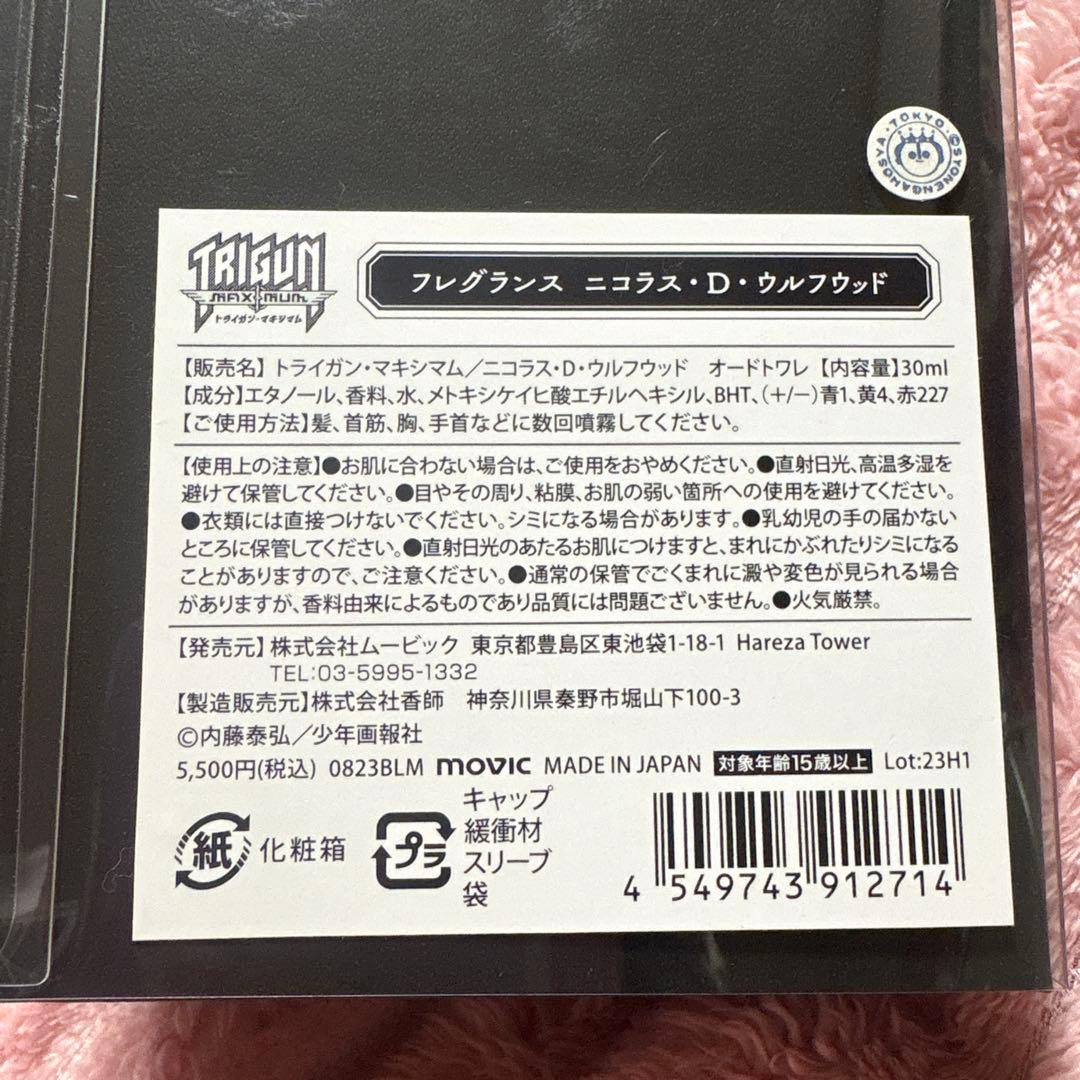 TOKYO・©SYONENGAHOSYA・
TRIGUN
MAXIMUM
トライガン・マキシマム
フレグランス ニコラス・D・ウルフウッド
【販売名】トライガン・マキシマム／ニコラス・D・ウルフウッド オードトワレ【内容量】30ml
【成分】エタノール、香料、水、メトキシケイヒ酸エチルヘキシル、BHT、(+/−)青1、黄4、赤227
【ご使用方法】髪、首筋、胸、手首などに数回噴霧してください。
【使用上の注意】●お肌に合わない場合は、ご使用をおやめください。●直射日光、高温多湿を
避けて保管してください。●目やその周り、粘膜、お肌の弱い箇所への使用を避けてください。
●衣類には直接つけないでください。シミになる場合があります。●乳幼児の手の届かない
ところに保管してください。●直射日光のあたるお肌につけますと、まれにかぶれたりシミになる
ことがありますので、ご注意ください。●通常の保管でごくまれに澱や変色が見られる場合
がありますが、香料由来によるものであり品質には問題ございません。●火気厳禁。
【発売元】株式会社ムービック 東京都豊島区東池袋1-18-1 Hareza Tower
TEL:03-5995-1332
【製造販売元】株式会社香師 神奈川県秦野市堀山下100-3
©内藤泰弘／少年画報社
5,500円(税込) 0823BLM movic MADE IN JAPAN 対象年齢15歳以上 Lot:23H1
紙 化粧箱
プラ キャップ
緩衝材
スリーブ
袋
4 549743 912714